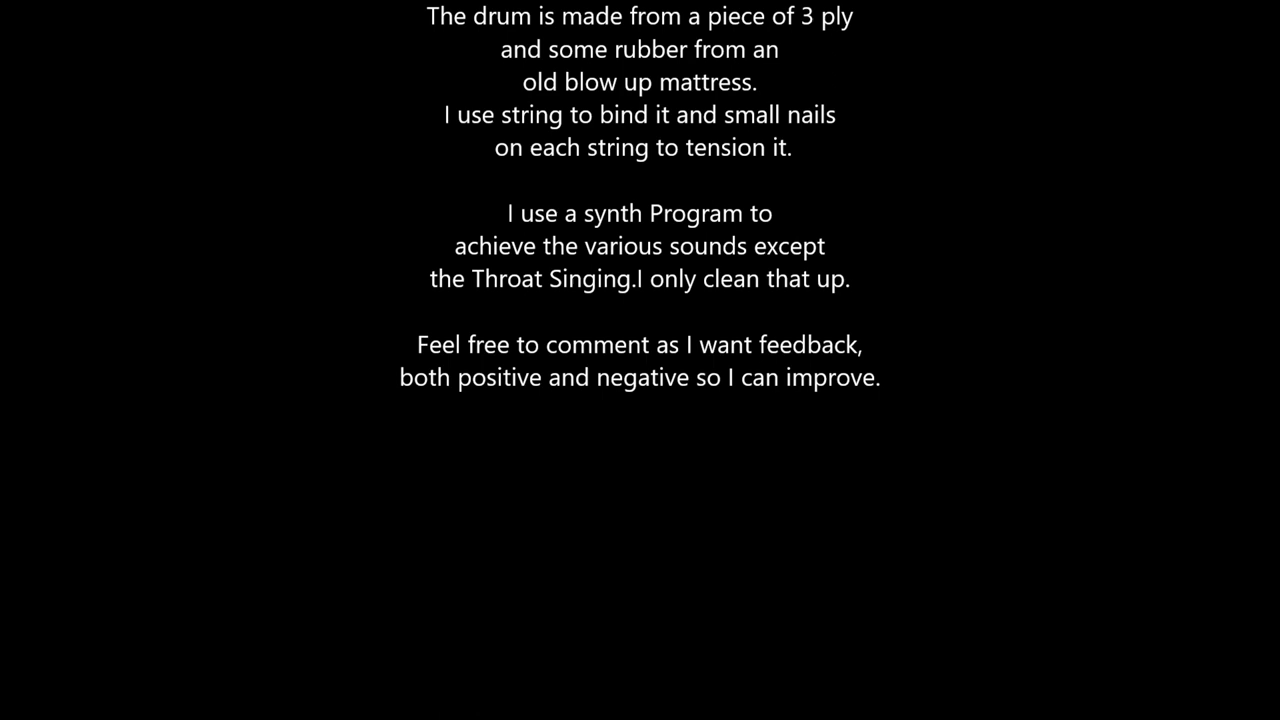 The drum is made from a piece of 3 ply
and some rubber from an
old blow up mattress.
I use string to bind it and small nails
on each string to tension it.
I use a synth Program to
achieve the various sounds except
the Throat Singing.I only clean that up.
Feel free to comment as I want feedback,
both positive and negative so I can improve.